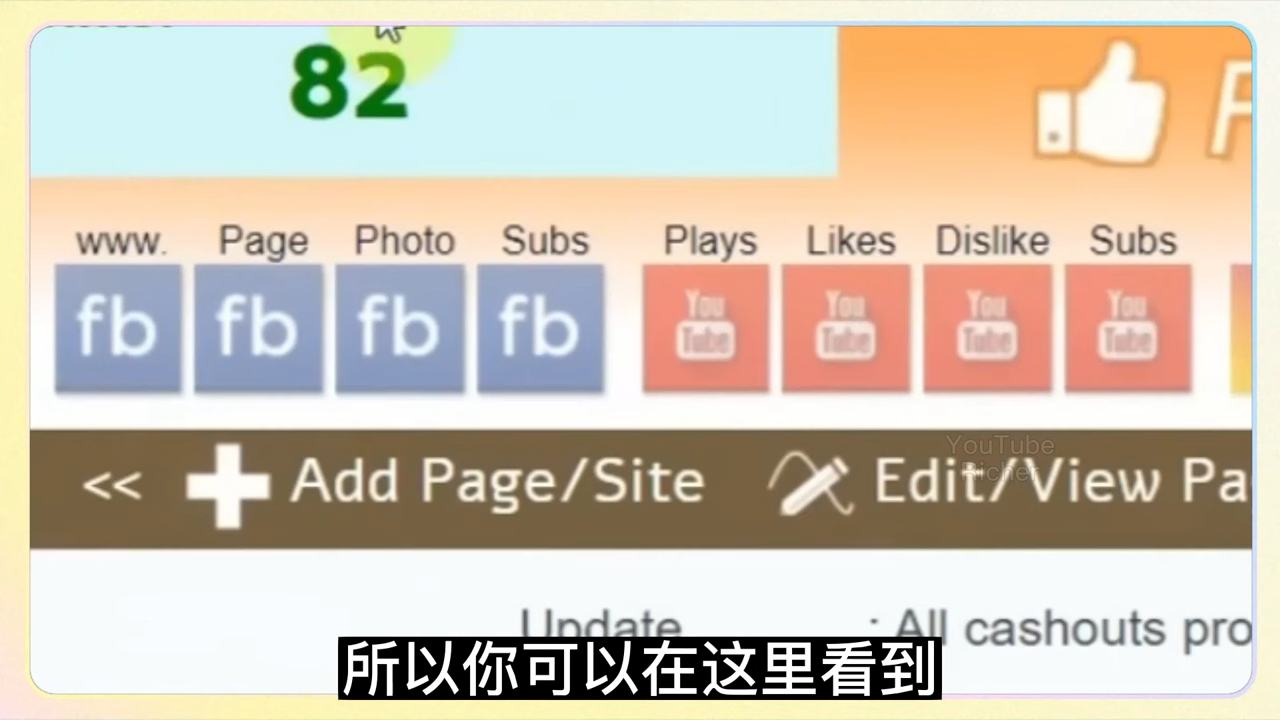 82
www. Page Photo Subs Plays Likes Dislike Subs
fb fb fb fb You Tube You Tube You Tube You Tube
<< Add Page/Site Edit/View Pa
YouTube
Richer
Update : All cashouts pro
所以你可以在这里看到